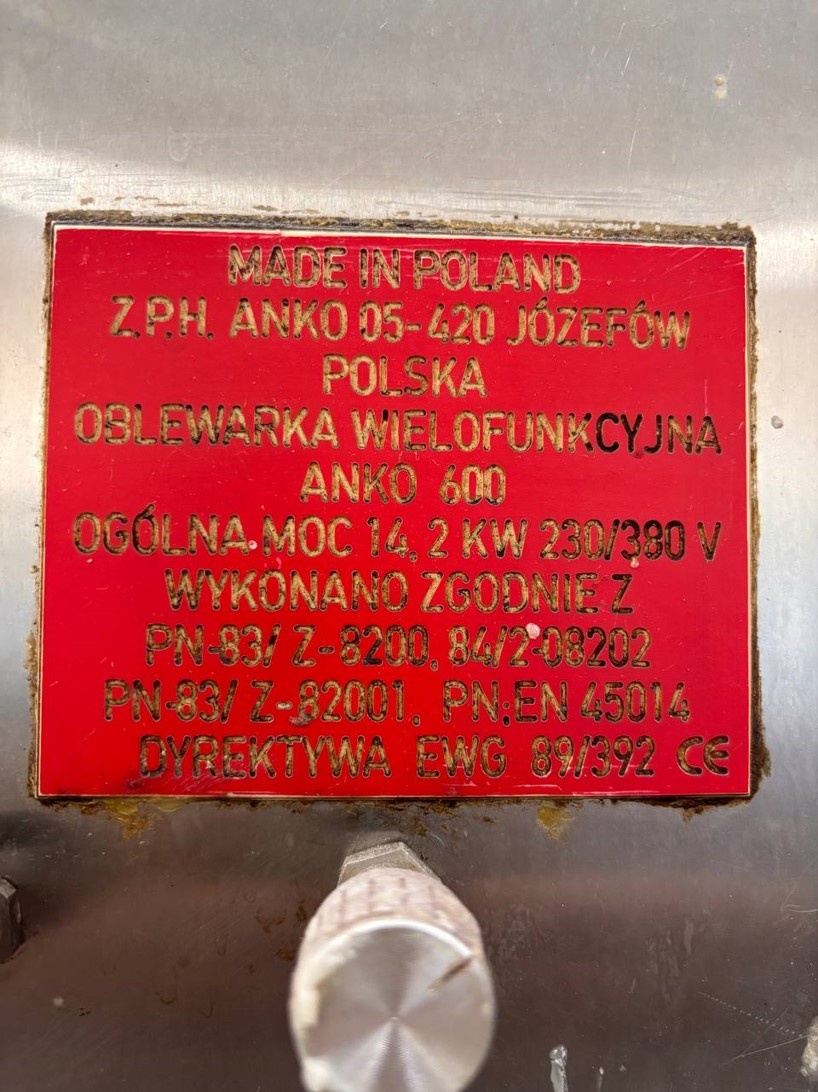 MADE IN POLAND
Z.P.H. ANKO 05-420 JÓZEFÓW
POLSKA
OBLEWARKA WIELOFUNKCYJNA
ANKO 600
OGÓLNA MOC 14,2 KW 230/380 V
WYKONANO ZGODNIE Z
PN-83/ Z-8200, 84/2-08202
PN-83/ Z-82001, PN:EN 45014
DYREKTYWA EWG 89/392 CE